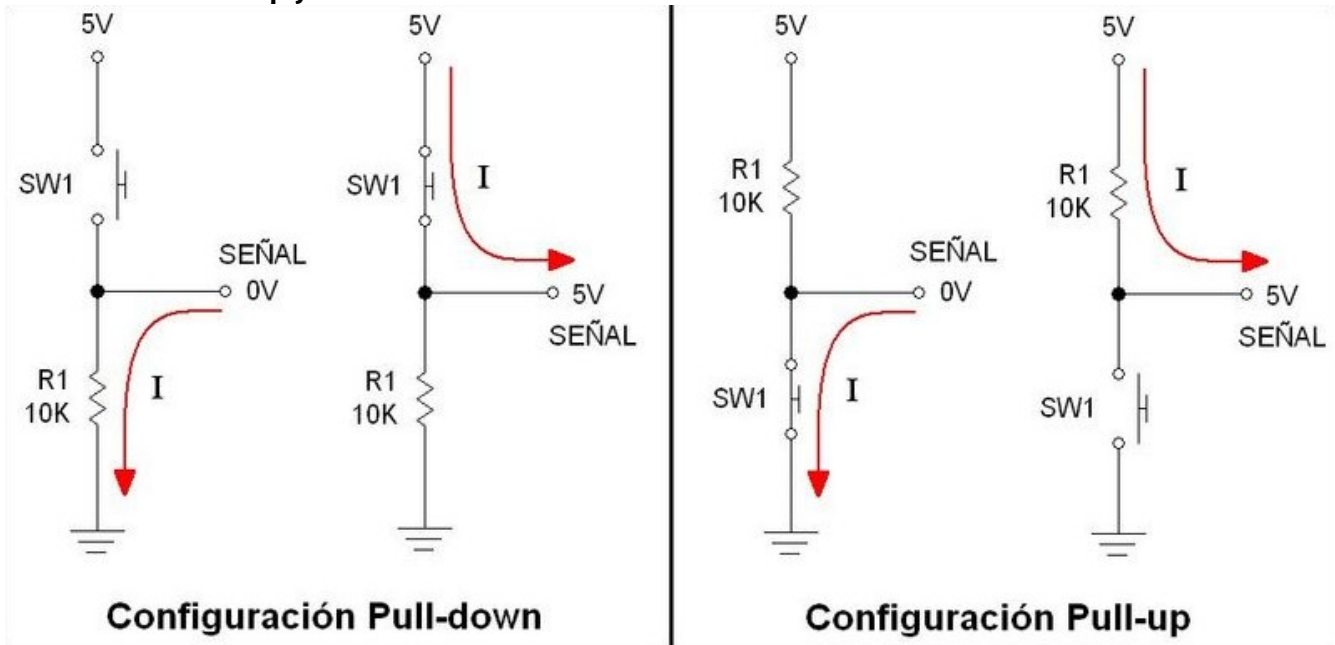 5V
SW1
SEÑAL
0V
R1
10K
I
5V
SW1
I
5V
SEÑAL
R1
10K
Configuración Pull-down
5V
R1
10K
SEÑAL
0V
SW1
I
5V
R1
10K
I
5V
SEÑAL
SW1
Configuración Pull-up